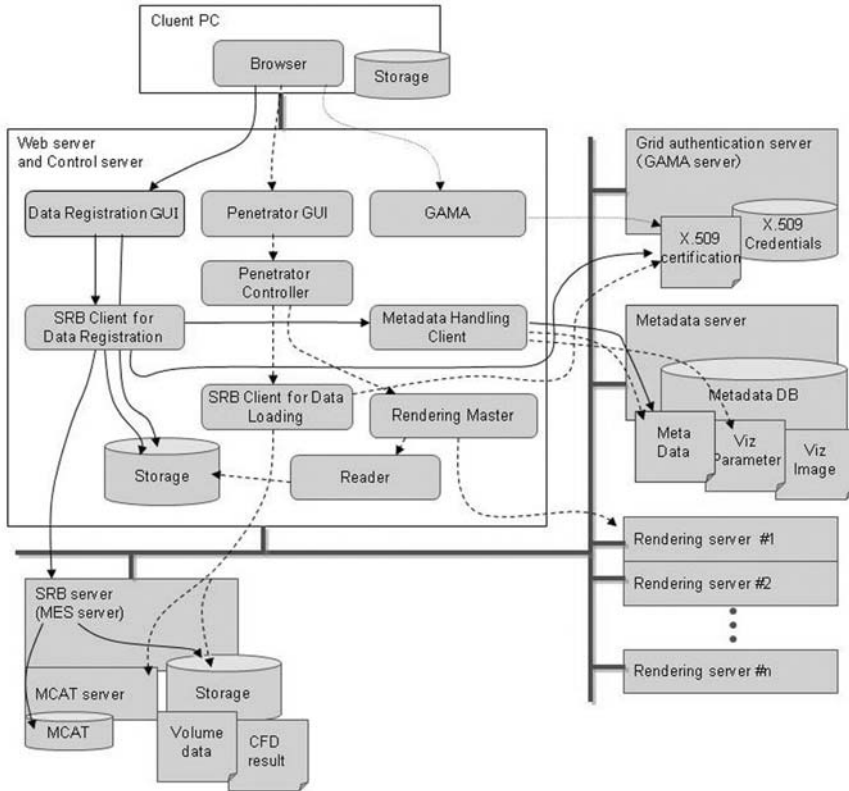 Cluent PC
Browser
Storage
Web server
and Control server
Data Registration GUI
Penetrator GUI
GAMA
Penetrator
Controller
SRB Client for
Data Registration
Metadata Handling
Client
SRB Client for Data
Loading
Rendering Master
Storage
Reader
Grid authentication server
(GAMA server)
X.509
certification
X.509
Credentials
Metadata server
Metadata DB
Meta
Data
Viz
Parameter
Viz
Image
Rendering server #1
Rendering server #2
Rendering server #n
SRB server
(MES server)
MCAT server
MCAT
Storage
Volume
data
CFD
result